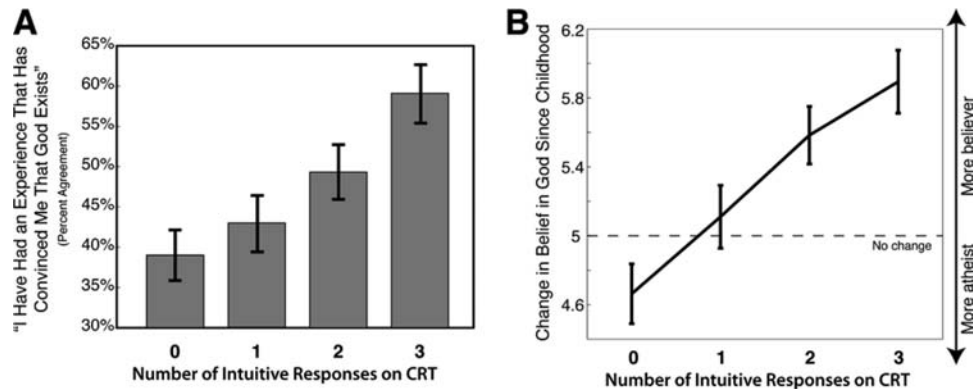 A
"I Have Had an Experience That Has
Convinced Me That God Exists"
(Percent Agreement)
65%
60%
55%
50%
45%
40%
35%
30%
0 1 2 3
Number of Intuitive Responses on CRT
B
Change in Belief in God Since Childhood
6.2
5.8
5.4
5
4.6
No change
0 1 2 3
Number of Intuitive Responses on CRT
More believer
More atheist